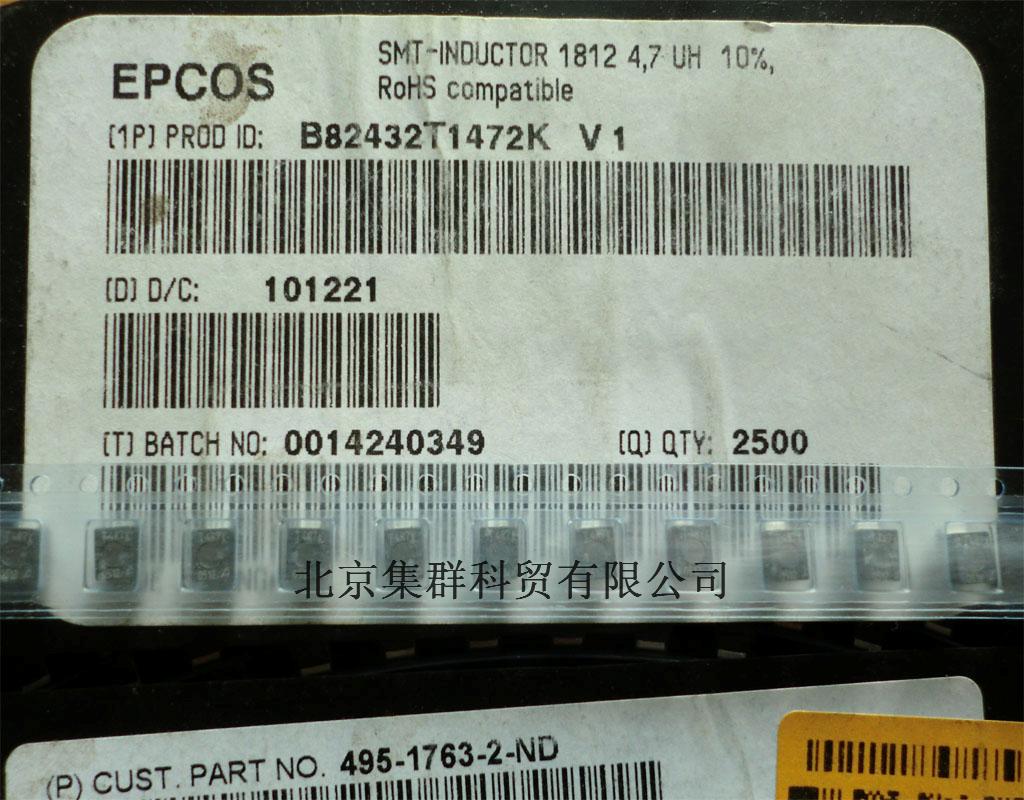 EPCOS
SMT-INDUCTOR 1812 4,7 UH 10%,
RoHS compatible
(1P) PROD ID: B82432T1472K V 1
(D) D/C: 101221
(T) BATCH NO: 0014240349 (Q) QTY: 2500
北京集群科贸有限公司
(P) CUST. PART NO. 495-1763-2-ND